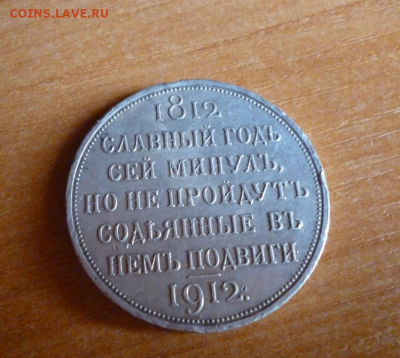 COINS.LAVE.RU
1812
СЛАВНЫЙ ГОДЪ
СЕЙ МИНУЛЪ,
НО НЕ ПРОЙДУТЪ
СОДѢЯННЫЕ ВЪ
НЕМЪ ПОДВИГИ
1912.